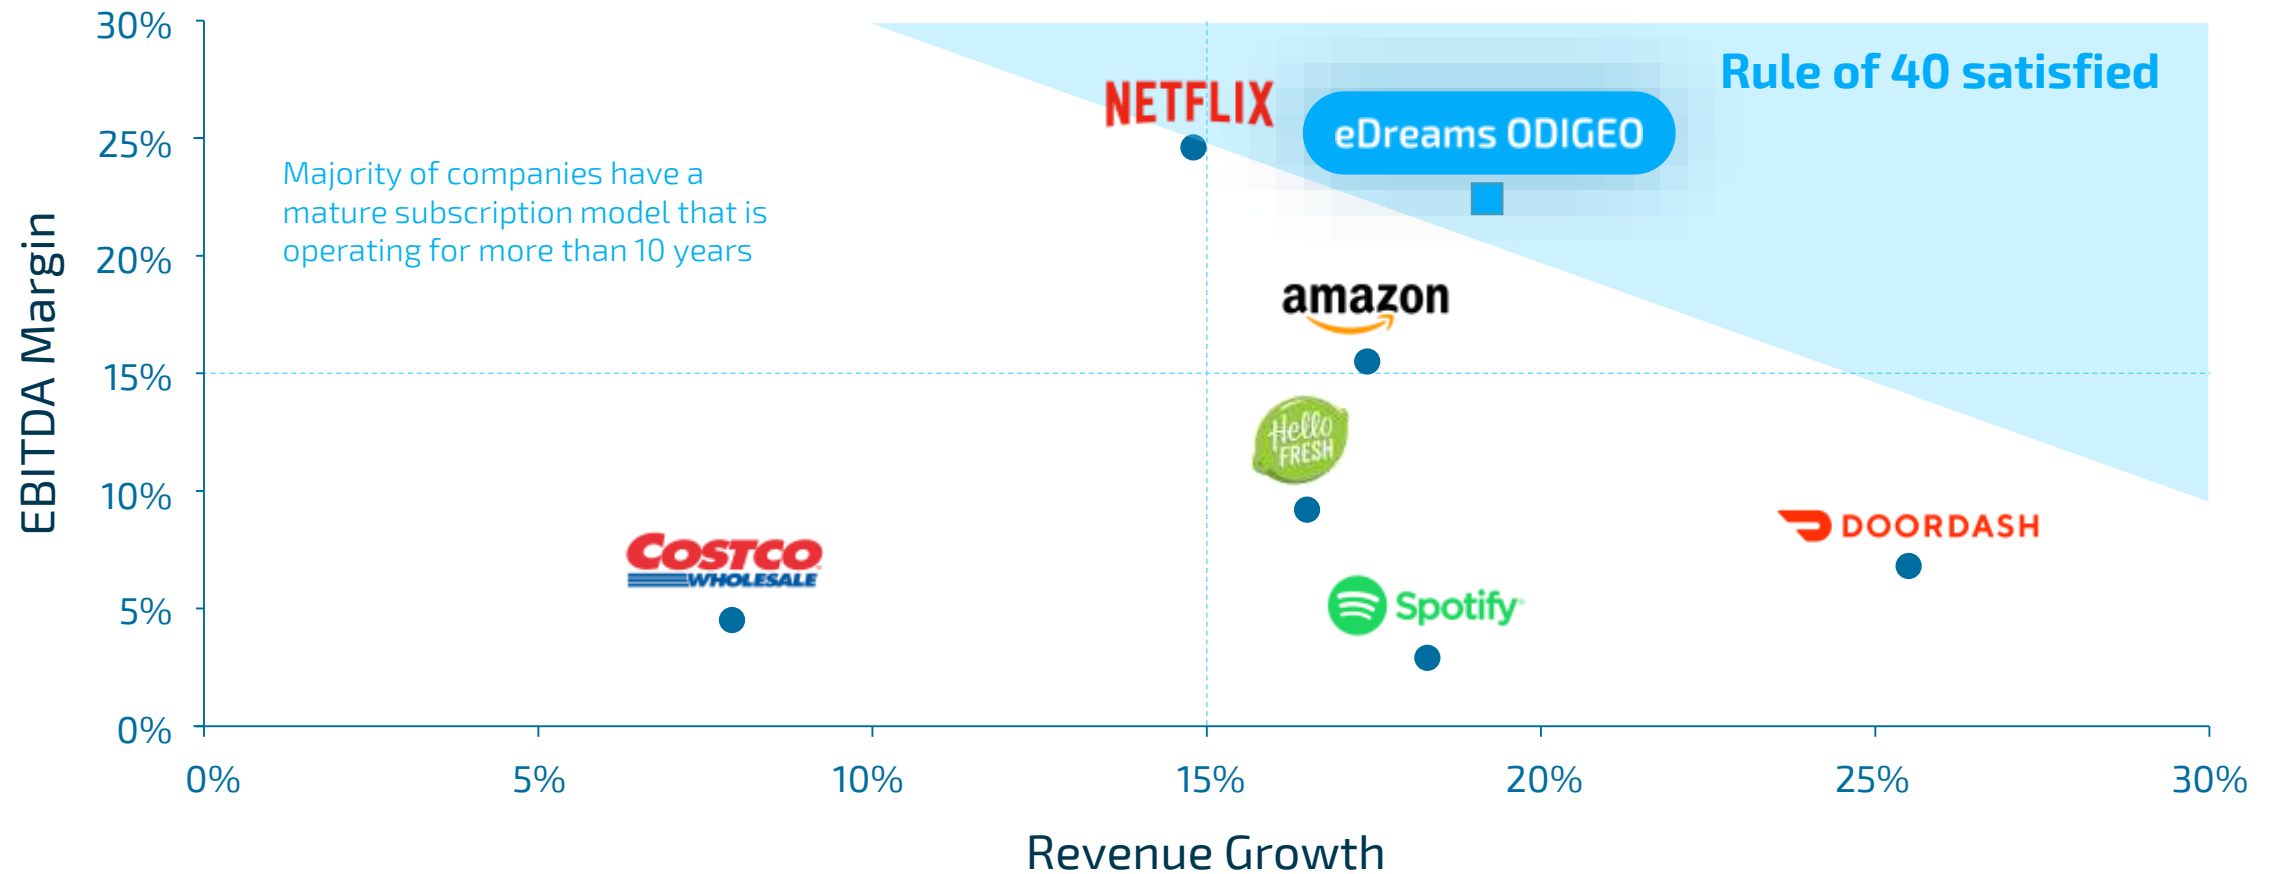 30%
25%
20%
15%
10%
5%
0%
EBITDA Margin
Rule of 40 satisfied
NETFLIX
eDreams ODIGEO
Majority of companies have a
mature subscription model that is
operating for more than 10 years
amazon
Hello
FRESH
COSTCO
WHOLESALE
DOORDASH
Spotify
0%
5%
10%
15%
20%
25%
30%
Revenue Growth